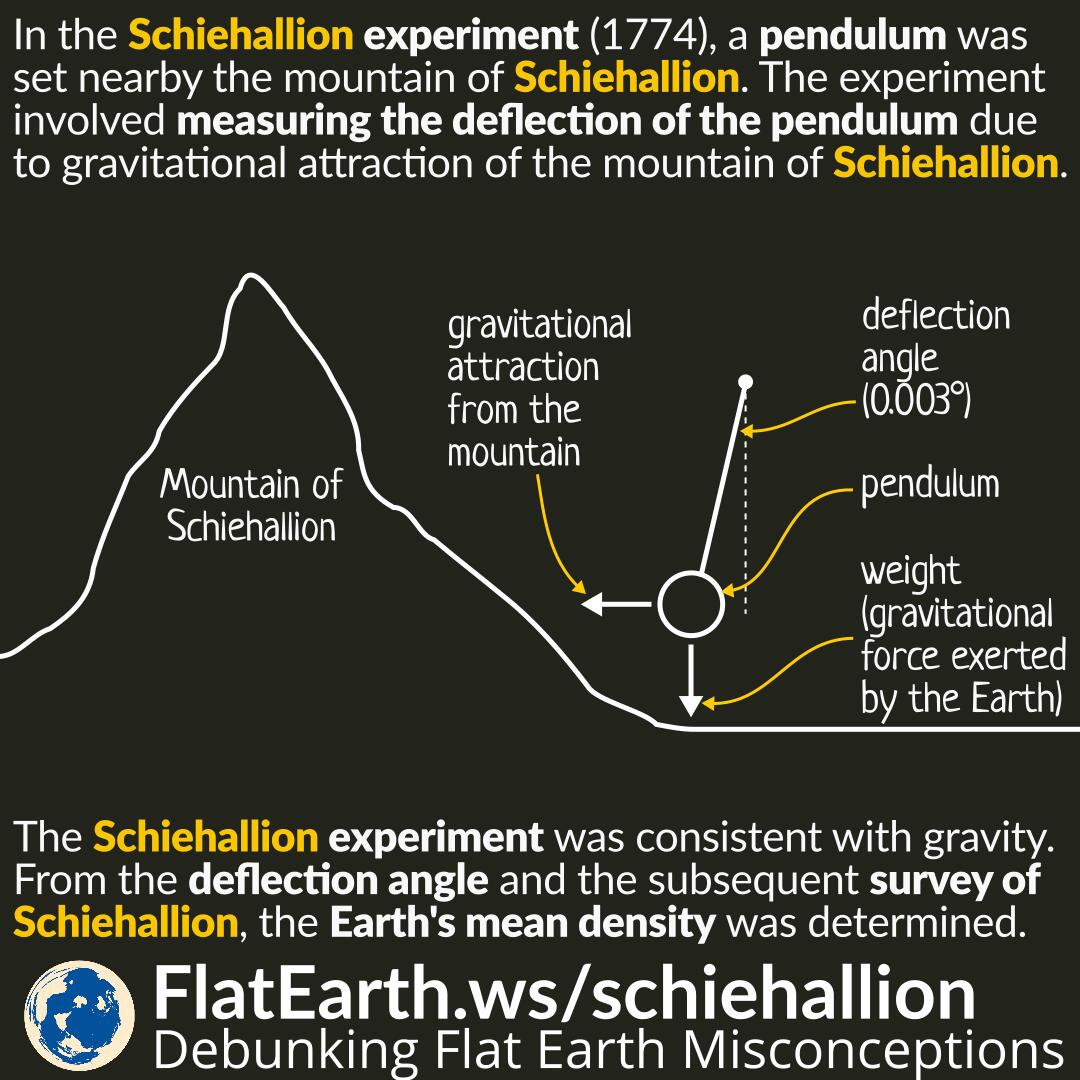 In the Schiehallion experiment (1774), a pendulum was
set nearby the mountain of Schiehallion. The experiment
involved measuring the deflection of the pendulum due
to gravitational attraction of the mountain of Schiehallion.
gravitational
attraction
from the
mountain
deflection
angle
(0.003°)
Mountain of
Schiehallion
pendulum
weight
(gravitational
force exerted
by the Earth)
The Schiehallion experiment was consistent with gravity.
From the deflection angle and the subsequent survey of
Schiehallion, the Earth's mean density was determined.
FlatEarth.ws/schiehallion
Debunking Flat Earth Misconceptions